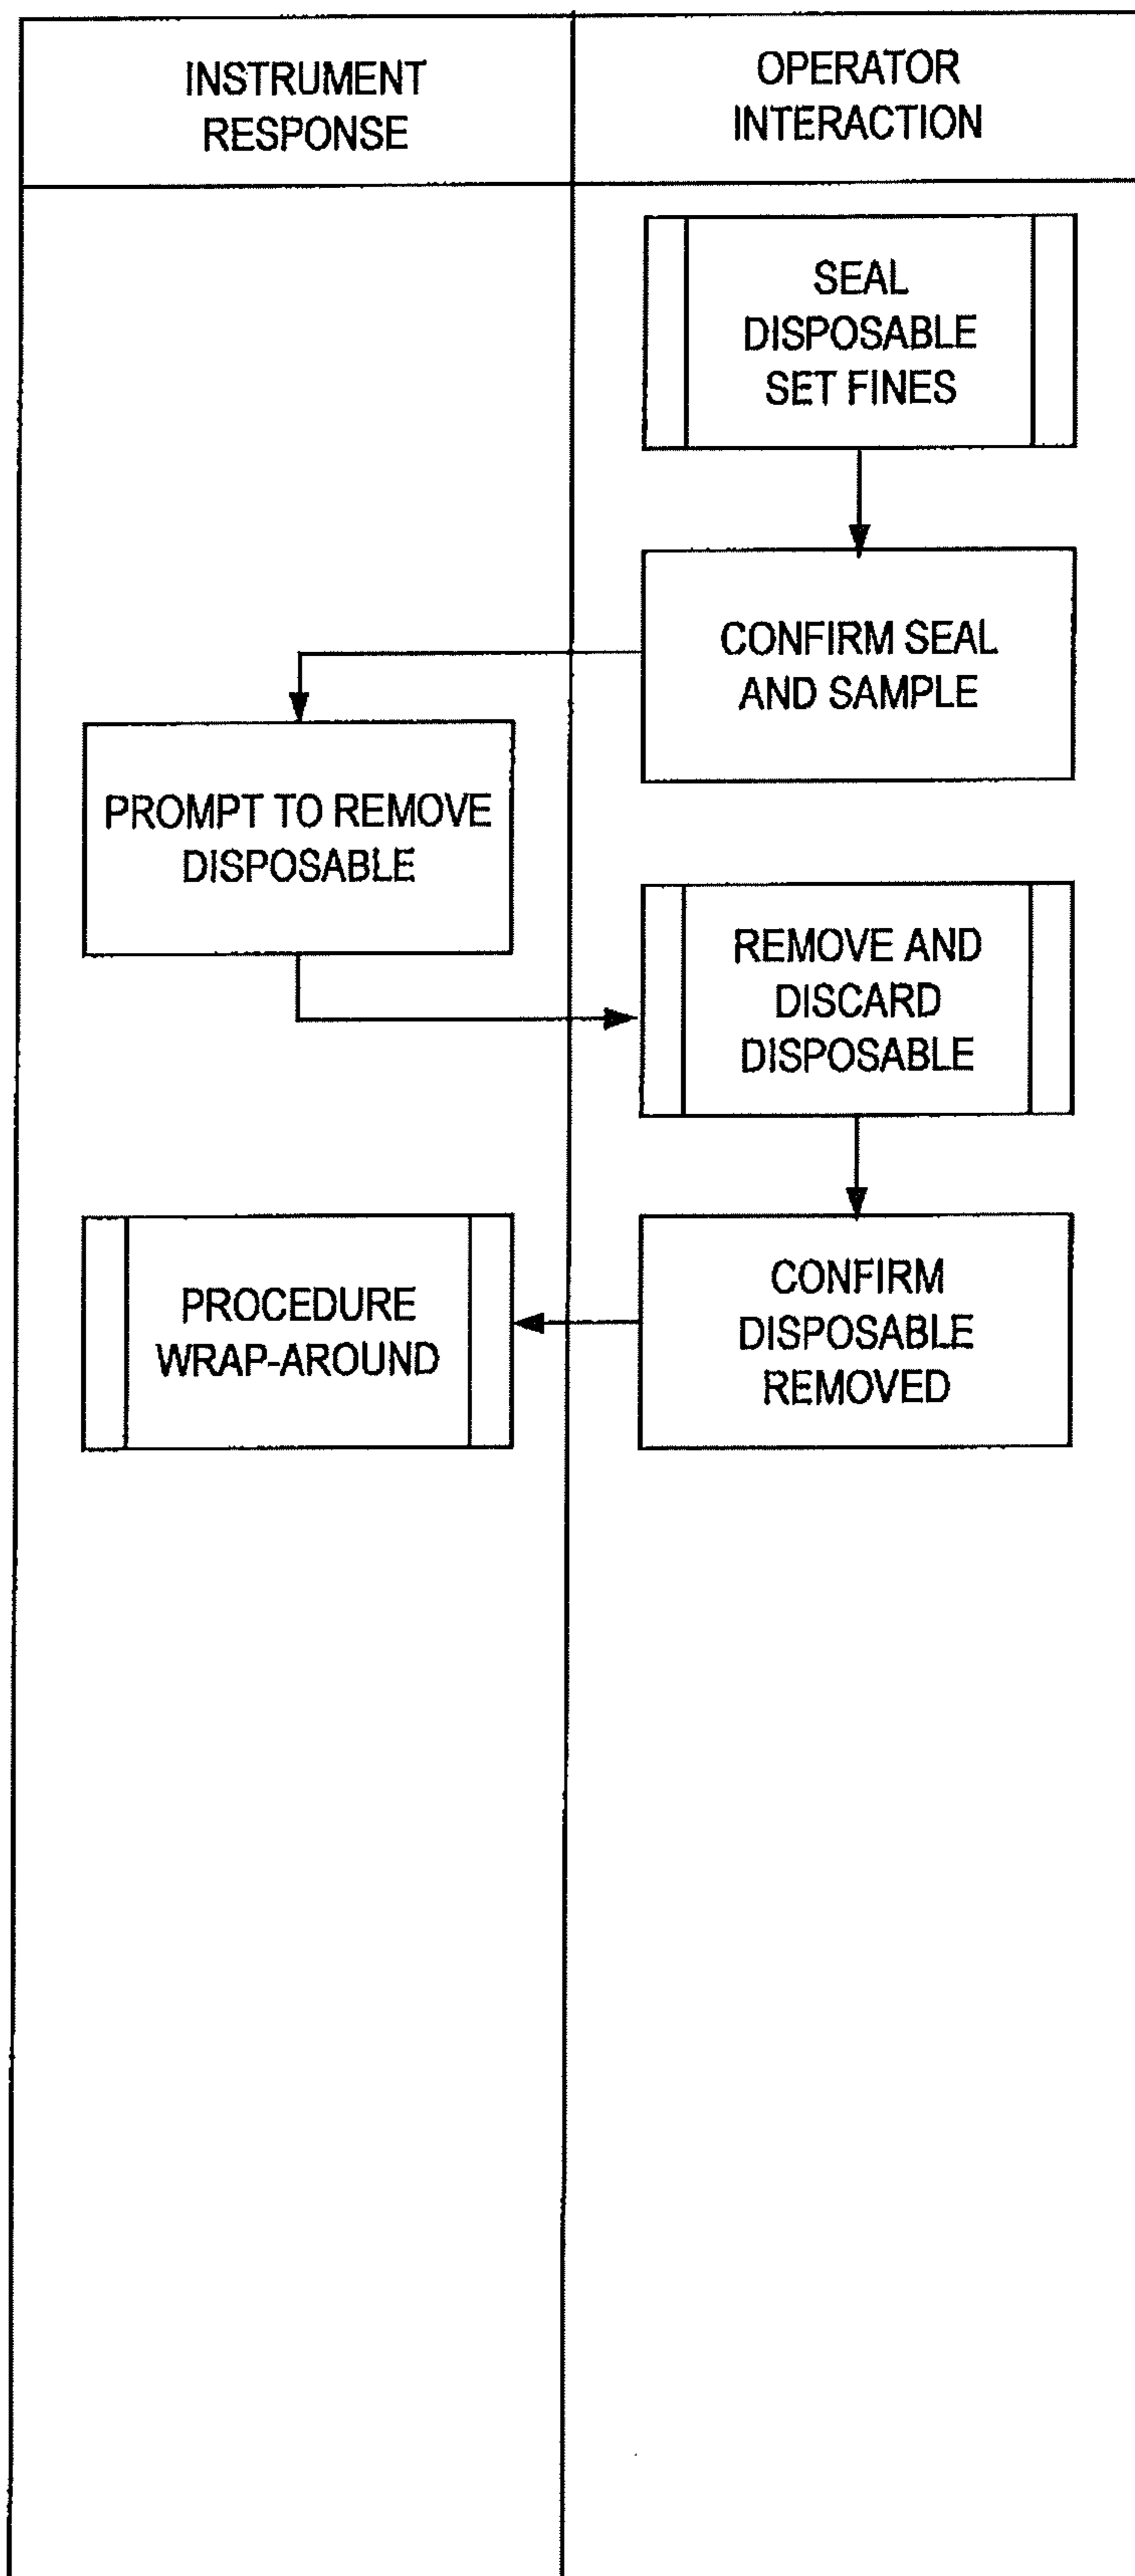 INSTRUMENT
RESPONSE
OPERATOR
INTERACTION
SEAL
DISPOSABLE
SET FINES
CONFIRM SEAL
AND SAMPLE
PROMPT TO REMOVE
DISPOSABLE
REMOVE AND
DISCARD
DISPOSABLE
CONFIRM
DISPOSABLE
REMOVED
PROCEDURE
WRAP-AROUND